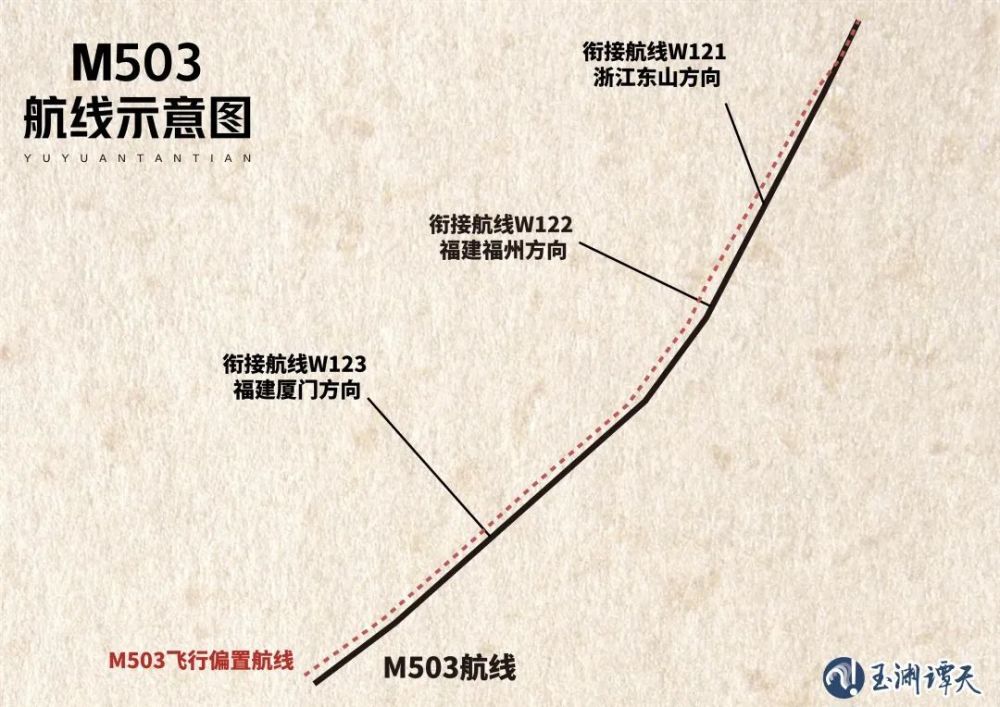 M503
航线示意图
YUYUANTANTIAN
衔接航线W121
浙江东山方向
衔接航线W122
福建福州方向
衔接航线W123
福建厦门方向
M503飞行偏置航线
M503航线
玉渊谭天